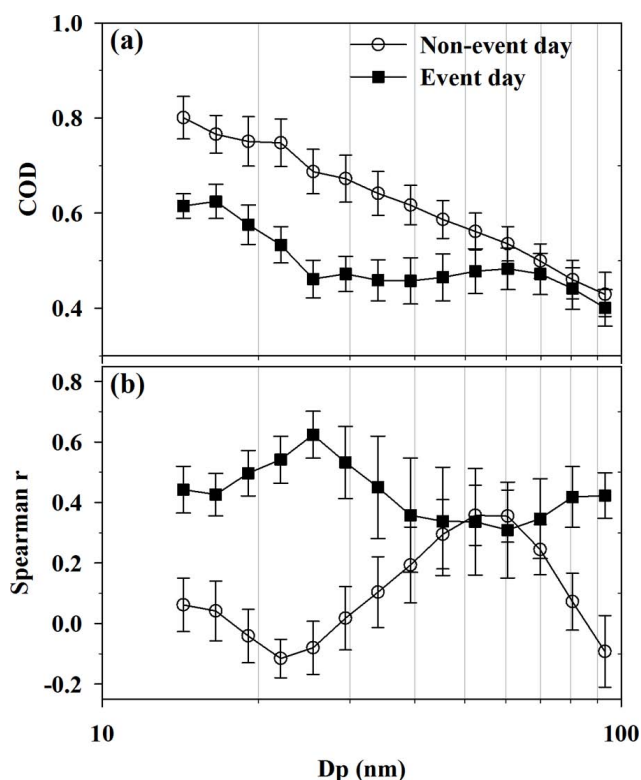 (a)
Non-event day
Event day
COD
1.0
0.8
0.6
0.4
(b)
Spearman r
0.8
0.6
0.4
0.2
0.0
-0.2
10
100
Dp (nm)